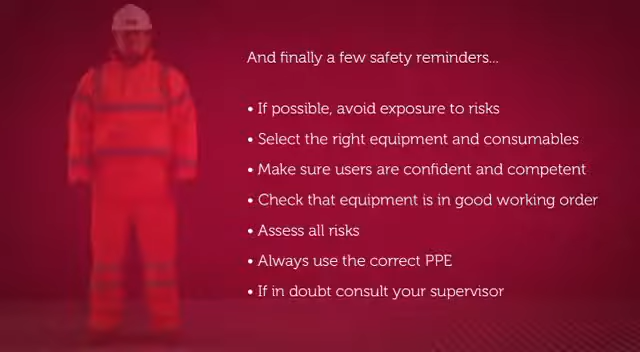 And finally a few safety reminders...
• If possible, avoid exposure to risks
• Select the right equipment and consumables
• Make sure users are confident and competent
• Check that equipment is in good working order
• Assess all risks
• Always use the correct PPE
• If in doubt consult your supervisor